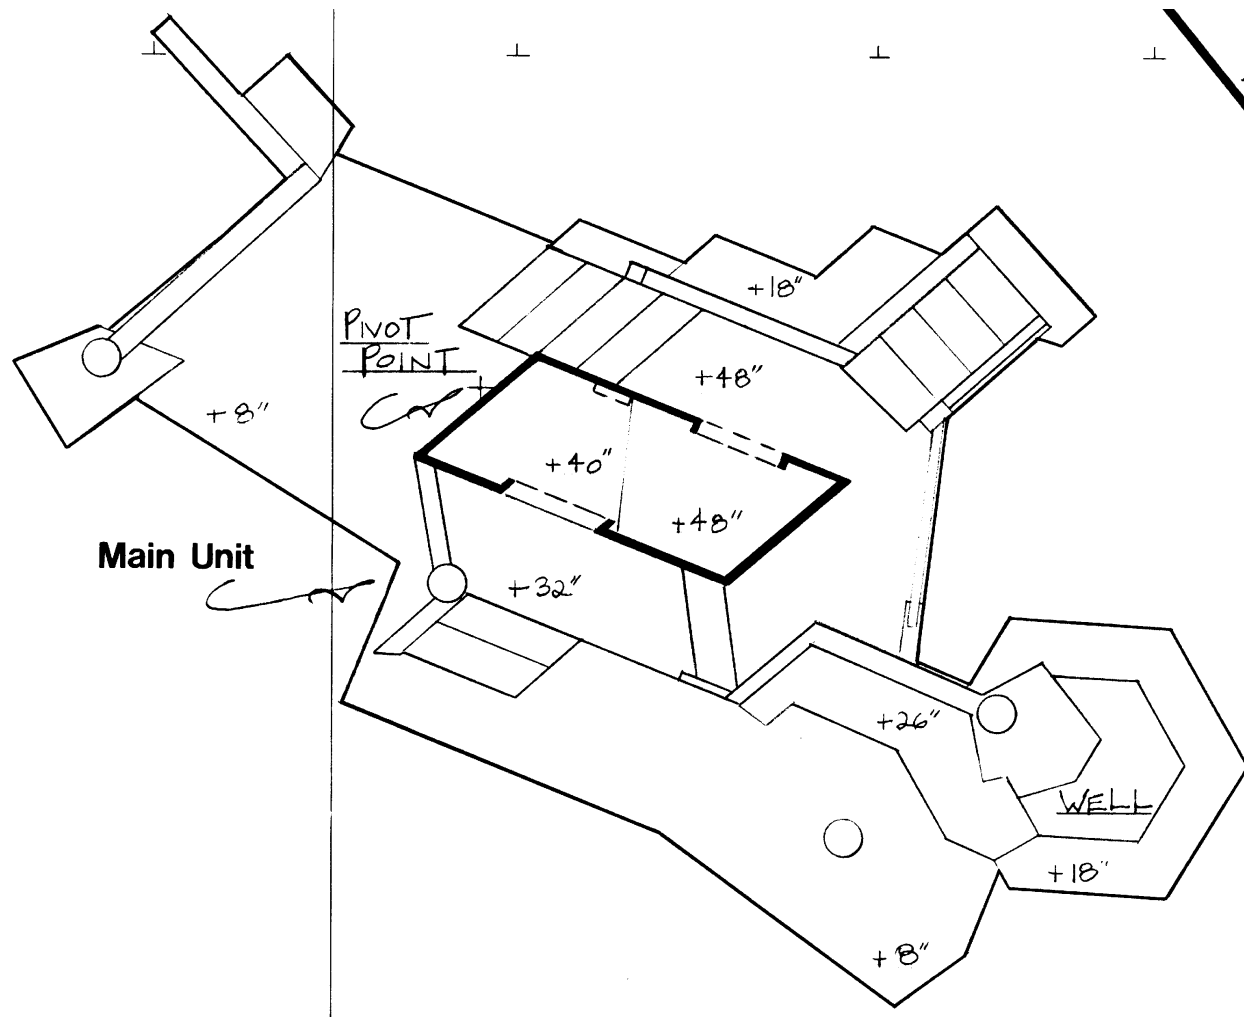 +18"
PIVOT
POINT
+48"
+8"
+40"
+48"
Main Unit
+32"
+26"
WELL
+18"
+8"